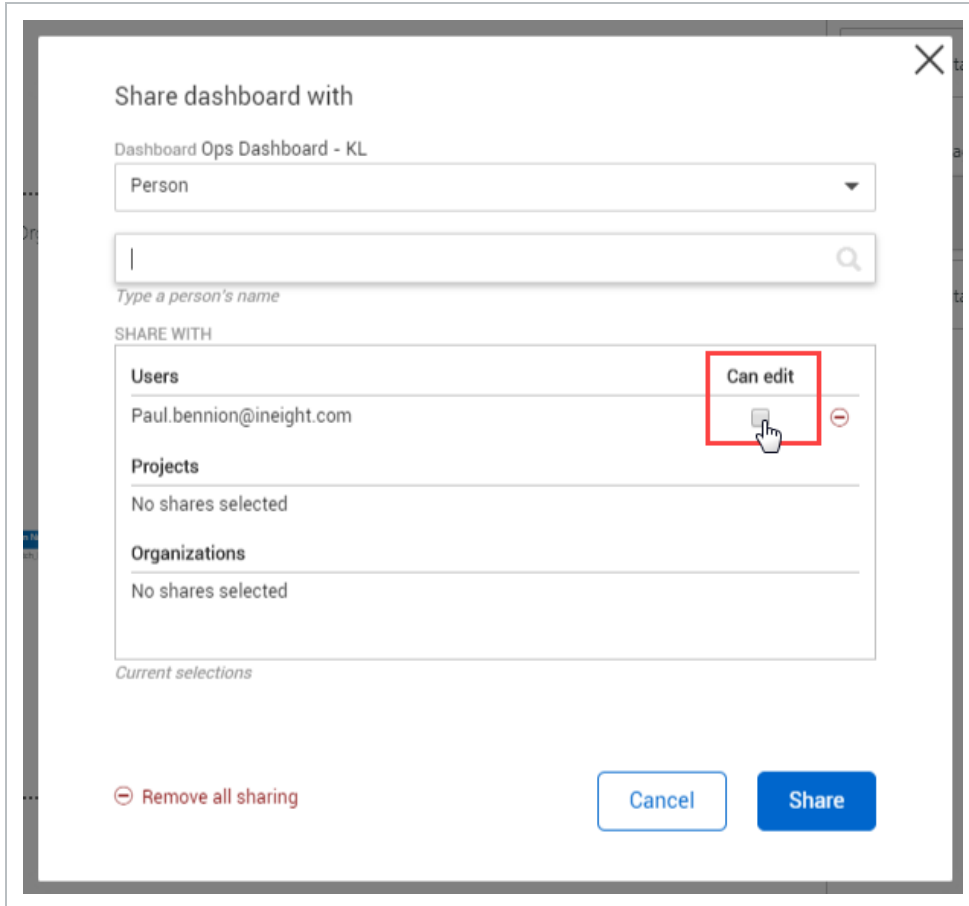 Share dashboard with
Dashboard Ops Dashboard - KL
Person
Type a person's name
SHARE WITH
Users Can edit
Paul.bennion@ineight.com
Projects
No shares selected
Organizations
No shares selected
Current selections
Remove all sharing Cancel Share